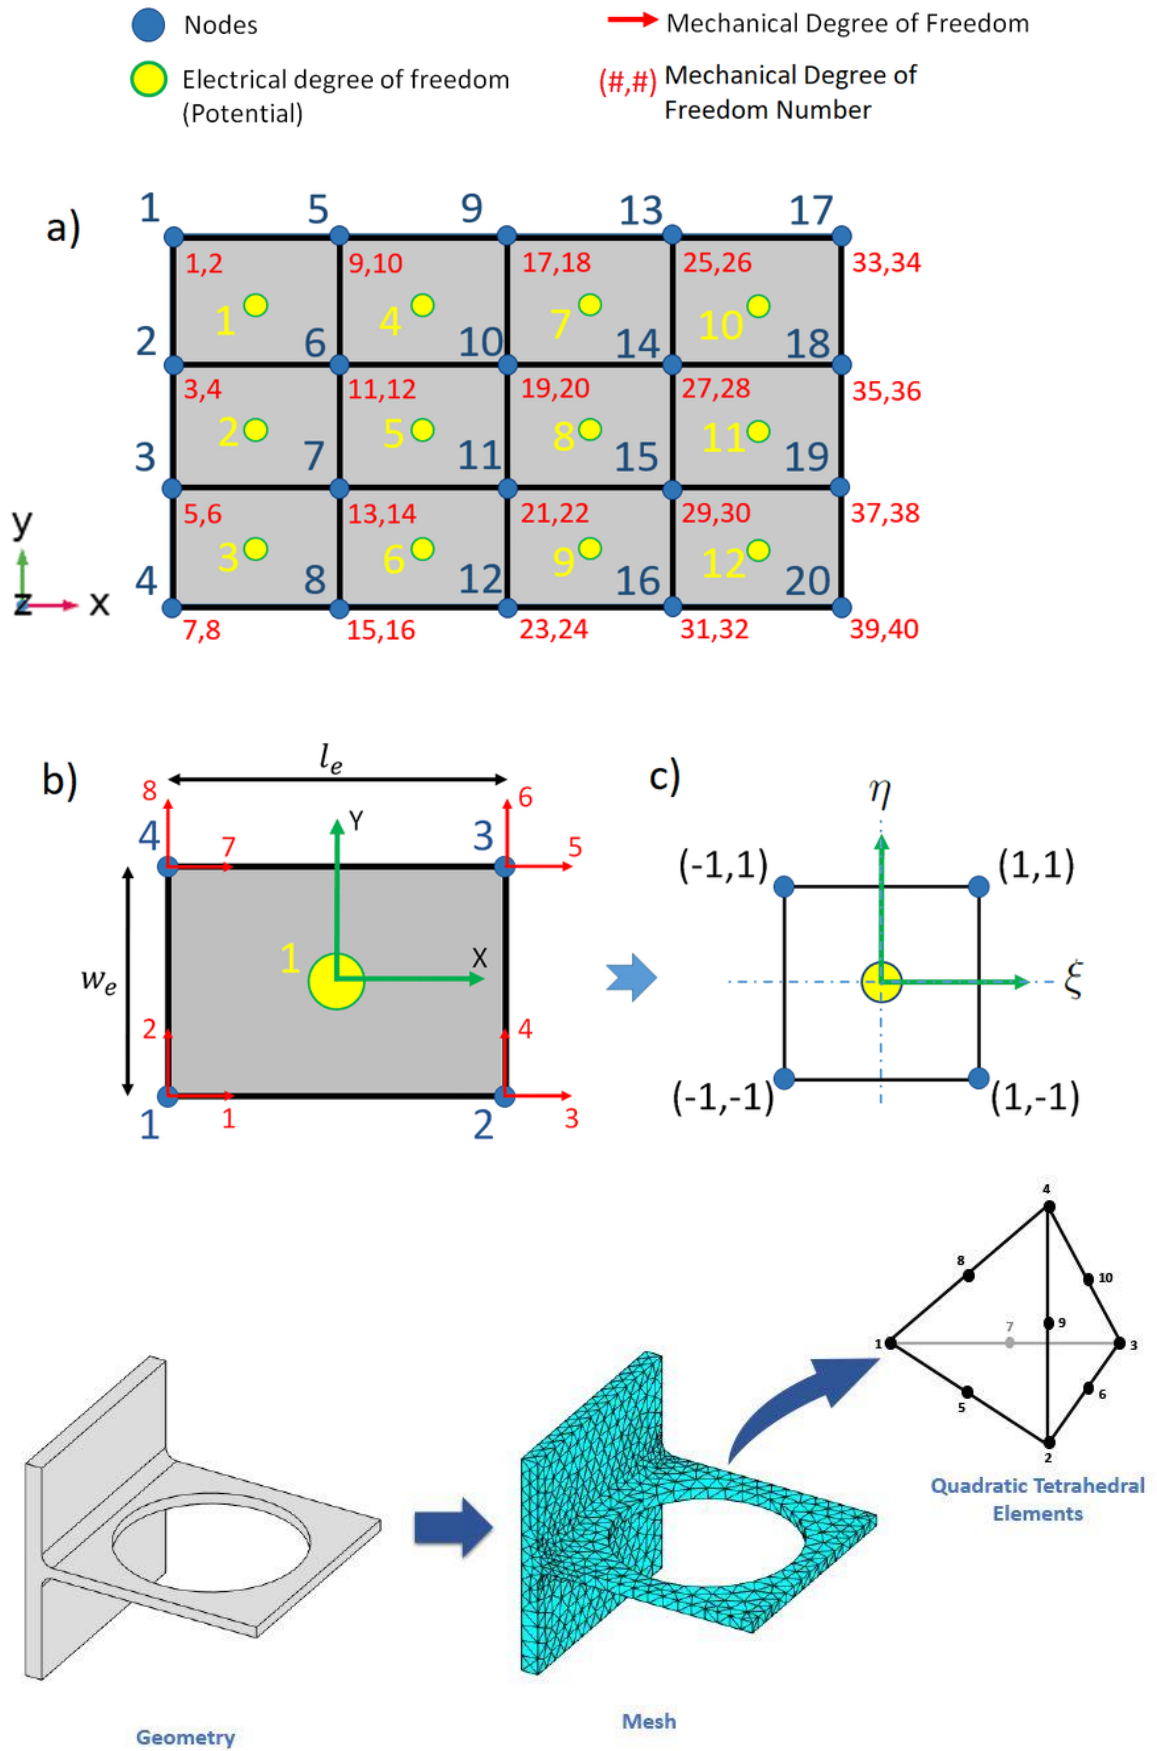 Nodes
Mechanical Degree of Freedom
Electrical degree of freedom
(Potential)
(#,#) Mechanical Degree of
Freedom Number
a)
1 5 9 13 17
1,2 9,10 17,18 25,26 33,34
1 4 7 10
2 6 10 14 18
3,4 11,12 19,20 27,28 35,36
2 5 8 11
3 7 11 15 19
5,6 13,14 21,22 29,30 37,38
3 6 9 12
4 8 12 16 20
7,8 15,16 23,24 31,32 39,40
y
z x
b)
l_e
8 6
4 7 3 5
Y
1 X
w_e
2 4
1 1 2 3
c)
η
(-1,1) (1,1)
ξ
(-1,-1) (1,-1)
4
8 10
7 9
1 3
5 6
2
Quadratic Tetrahedral
Elements
Geometry
Mesh